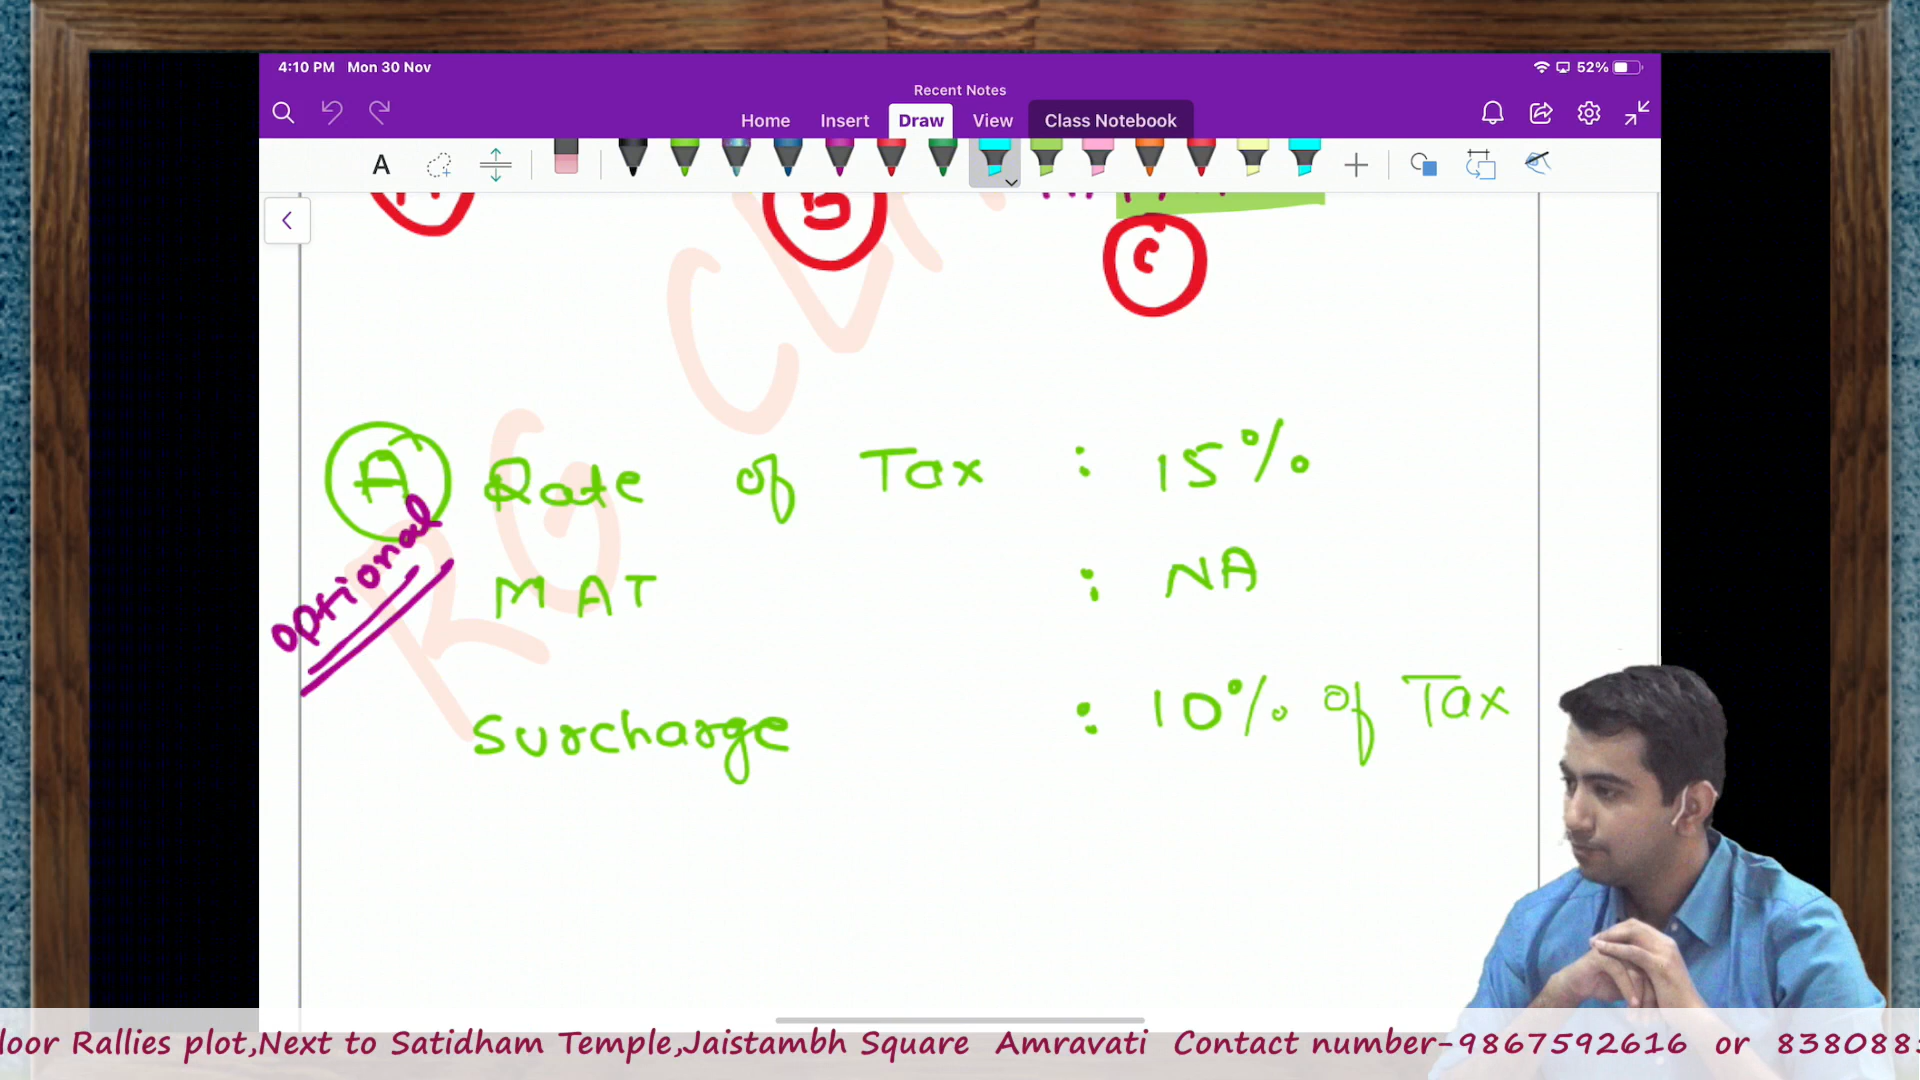 4:10 PM Mon 30 Nov
52%
Recent Notes
Home Insert Draw View Class Notebook
A
B
C
RG
A Rate of Tax : 15%
optional
MAT : NA
Surcharge : 10% of Tax
loor Rallies plot,Next to Satidham Temple,Jaistambh Square Amravati Contact number-9867592616 or 838088